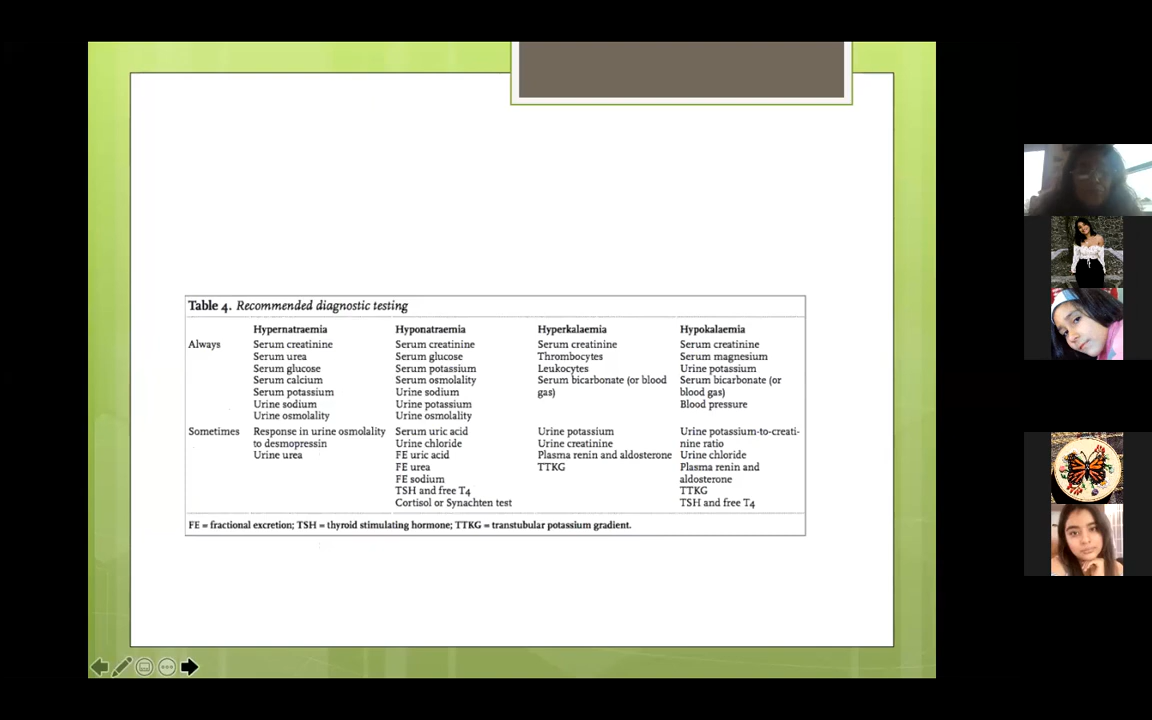 Table 4. Recommended diagnostic testing
Hypernatraemia Hyponatraemia Hyperkalaemia Hypokalaemia
Always Serum creatinine Serum creatinine Serum creatinine Serum creatinine
Serum urea Serum glucose Thrombocytes Serum magnesium
Serum glucose Serum potassium Leukocytes Urine potassium
Serum calcium Serum osmolality Serum bicarbonate (or blood Serum bicarbonate (or
Serum potassium Urine sodium gas) blood gas)
Urine sodium Urine potassium Blood pressure
Urine osmolality Urine osmolality
Sometimes Response in urine osmolality Serum uric acid Urine potassium Urine potassium-to-creati-
to desmopressin Urine chloride Urine creatinine nine ratio
Urine urea FE uric acid Plasma renin and aldosterone Urine chloride
FE urea TTKG Plasma renin and
FE sodium aldosterone
TSH and free T4 TTKG
Cortisol or Synachten test TSH and free T4
FE = fractional excretion; TSH = thyroid stimulating hormone; TTKG = transtubular potassium gradient.